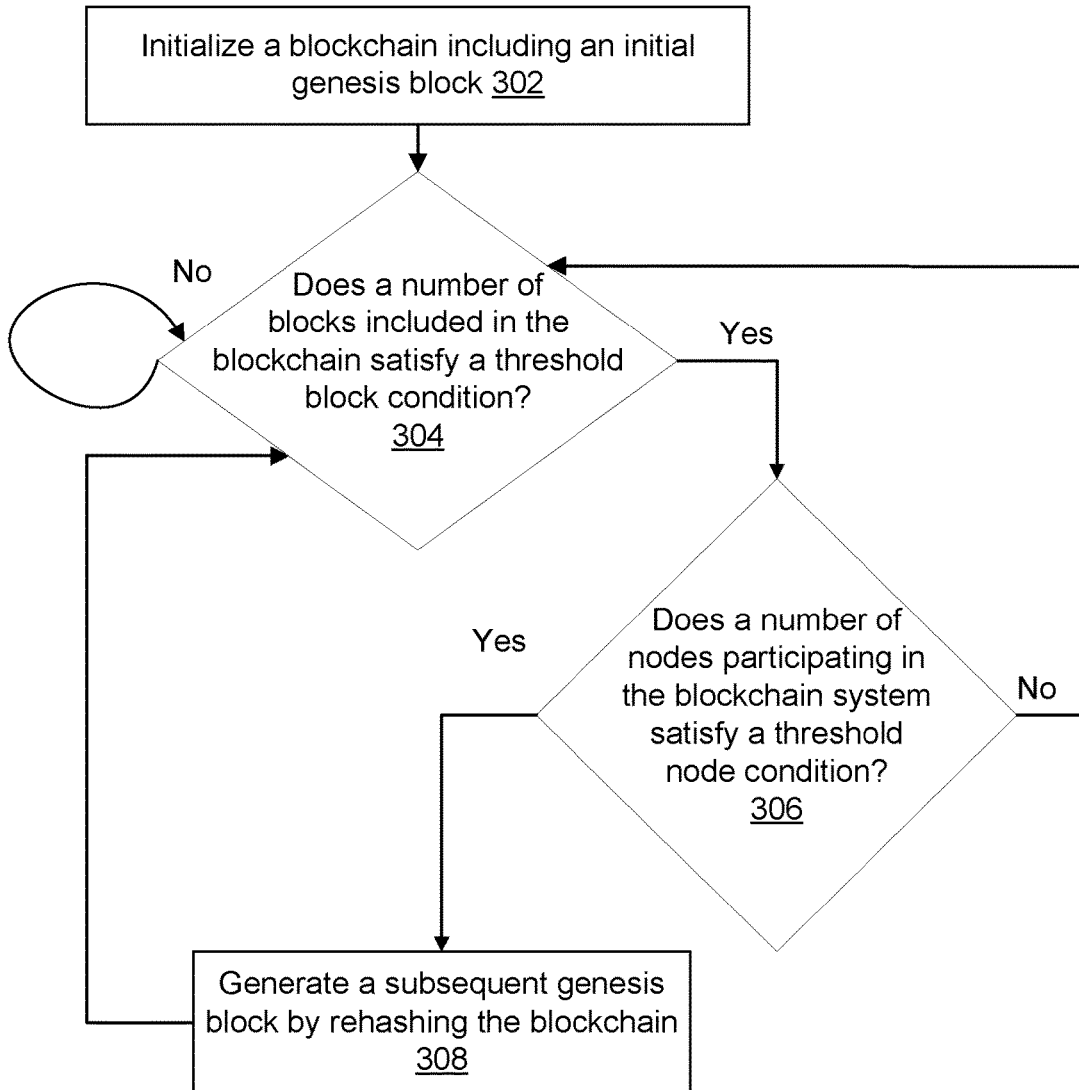 Initialize a blockchain including an initial
genesis block 302
No
Does a number of
blocks included in the
blockchain satisfy a threshold
block condition?
304
Yes
Does a number of
nodes participating in
the blockchain system
satisfy a threshold
node condition?
306
Yes
No
Generate a subsequent genesis
block by rehashing the blockchain
308